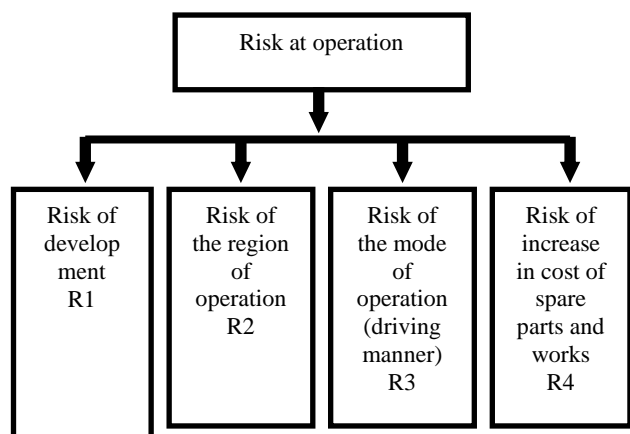 Risk at operation
Risk of
develop
ment
R1
Risk of
the region
of
operation
R2
Risk of
the mode
of
operation
(driving
manner)
R3
Risk of
increase
in cost of
spare
parts and
works
R4